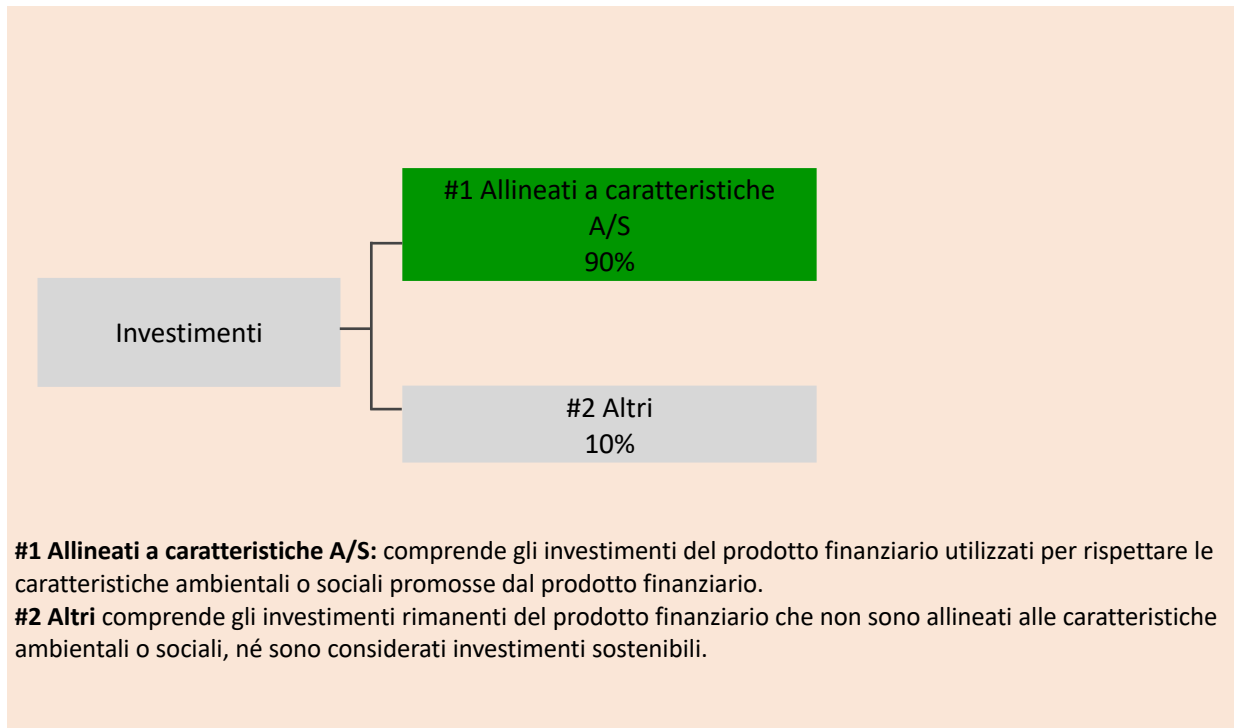 #1 Allineati a caratteristiche
A/S
90%
Investimenti
#2 Altri
10%
#1 Allineati a caratteristiche A/S: comprende gli investimenti del prodotto finanziario utilizzati per rispettare le
caratteristiche ambientali o sociali promosse dal prodotto finanziario.
#2 Altri comprende gli investimenti rimanenti del prodotto finanziario che non sono allineati alle caratteristiche
ambientali o sociali, né sono considerati investimenti sostenibili.